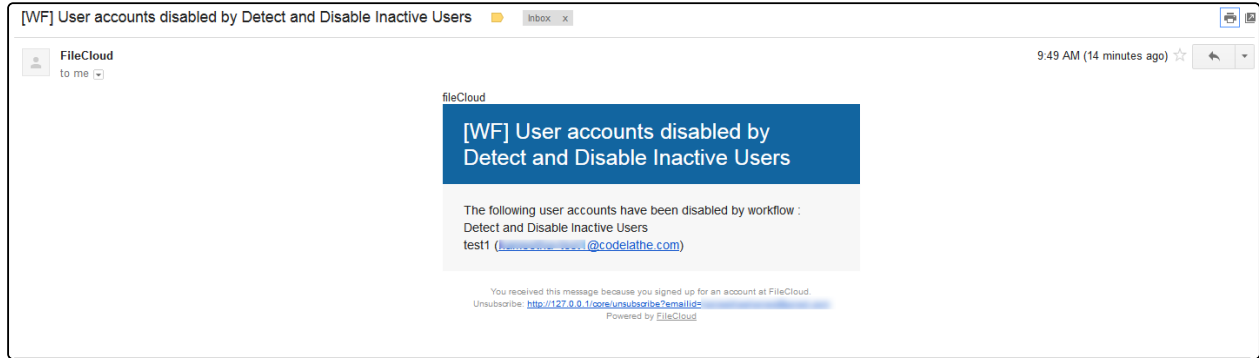 [WF] User accounts disabled by Detect and Disable Inactive Users Inbox x
FileCloud 9:49 AM (14 minutes ago)
to me
fileCloud
[WF] User accounts disabled by
Detect and Disable Inactive Users
The following user accounts have been disabled by workflow :
Detect and Disable Inactive Users
test1 (@codelathe.com)
You received this message because you signed up for an account at FileCloud.
Unsubscribe: http://127.0.0.1/core/unsubscribe?emailid=
Powered by FileCloud